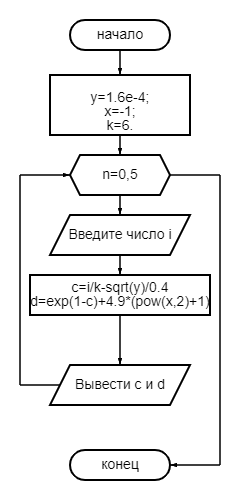 начало
y=1.6e-4;
x=-1;
k=6.
n=0,5
Введите число i
c=i/k-sqrt(y)/0.4
d=exp(1-c)+4.9*(pow(x,2)+1)
Вывести c и d
конец